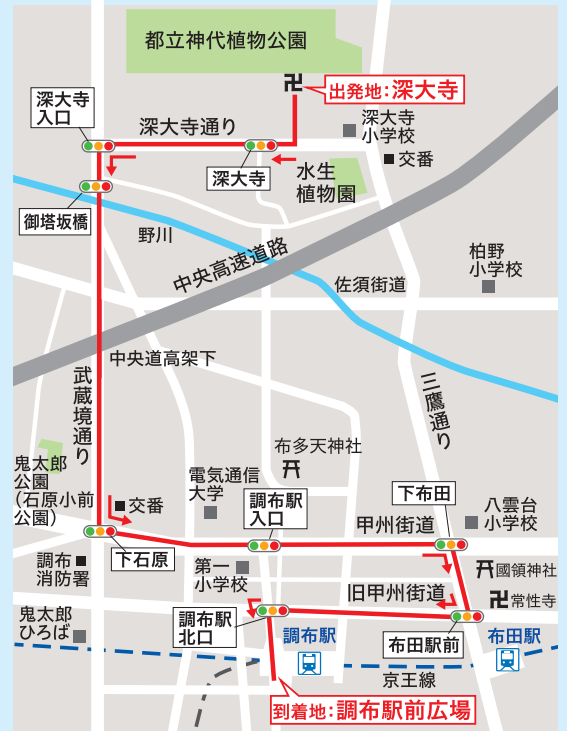 都立神代植物公園
出発地：深大寺
深大寺
入口
深大寺通り
深大寺
小学校
交番
深大寺
水生
植物園
御塔坂橋
野川
中央高速道路
柏野
小学校
佐須街道
中央道高架下
武蔵境通り
三鷹通り
鬼太郎
公園
（石原小前
公園）
交番
電気通信
大学
布多天神社
調布駅
入口
下布田
八雲台
小学校
甲州街道
下石原
調布
消防署
第一
小学校
國領神社
旧甲州街道
常性寺
鬼太郎
ひろば
調布駅
北口
調布駅
布田駅前
布田駅
京王線
到着地：調布駅前広場